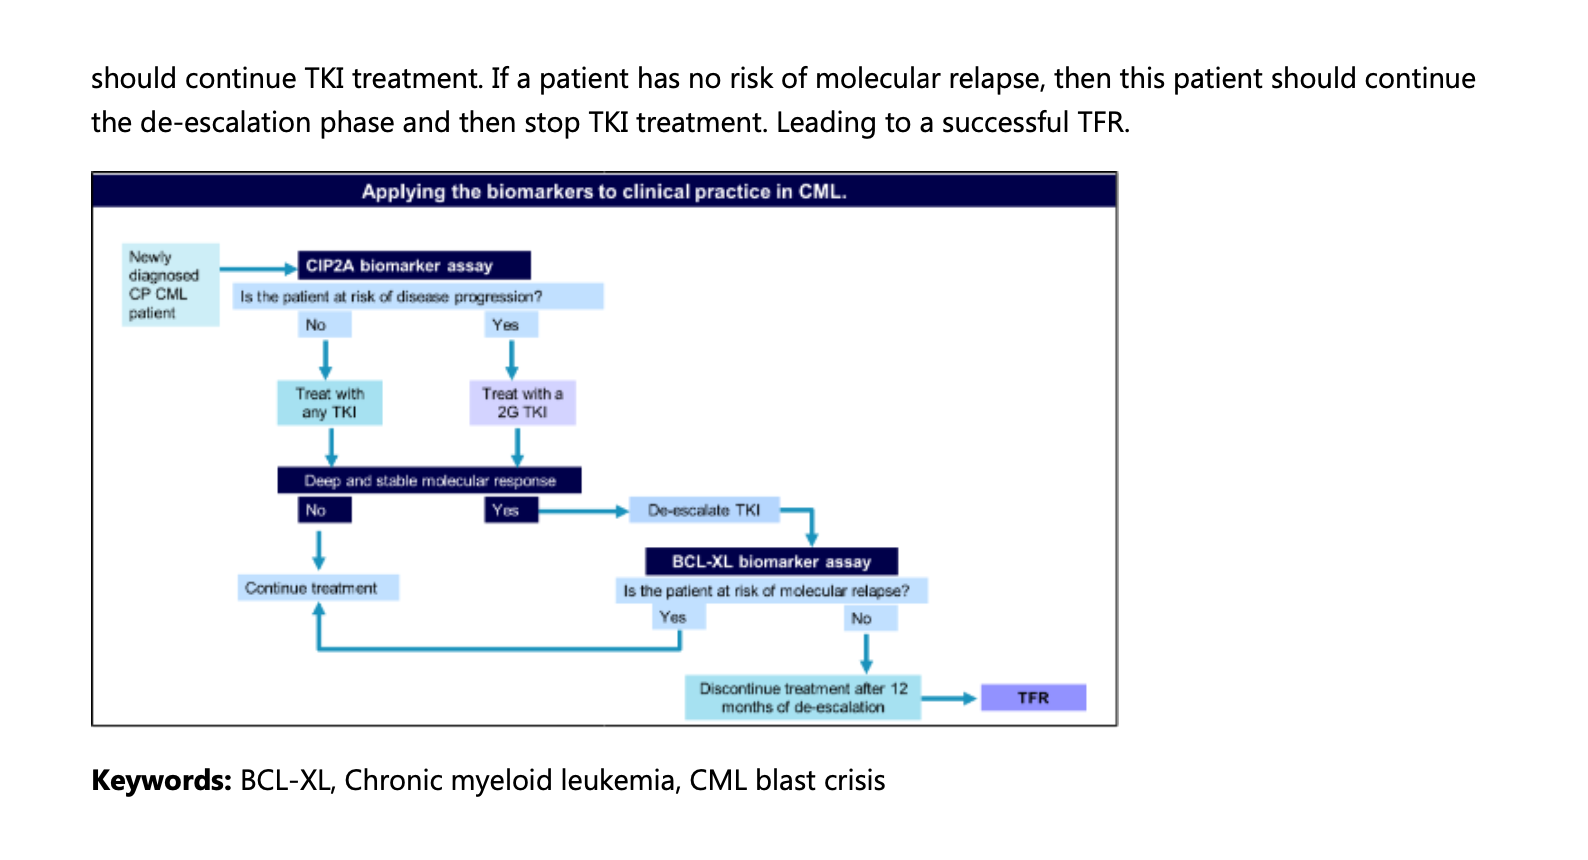 should continue TKI treatment. If a patient has no risk of molecular relapse, then this patient should continue
the de-escalation phase and then stop TKI treatment. Leading to a successful TFR.
Applying the biomarkers to clinical practice in CML.
Newly
diagnosed
CP CML
patient
CIP2A biomarker assay
Is the patient at risk of disease progression?
No
Yes
Treat with
any TKI
Treat with a
2G TKI
Deep and stable molecular response
No
Yes
De-escalate TKI
BCL-XL biomarker assay
Continue treatment
Is the patient at risk of molecular relapse?
Yes
No
Discontinue treatment after 12
months of de-escalation
TFR
Keywords: BCL-XL, Chronic myeloid leukemia, CML blast crisis